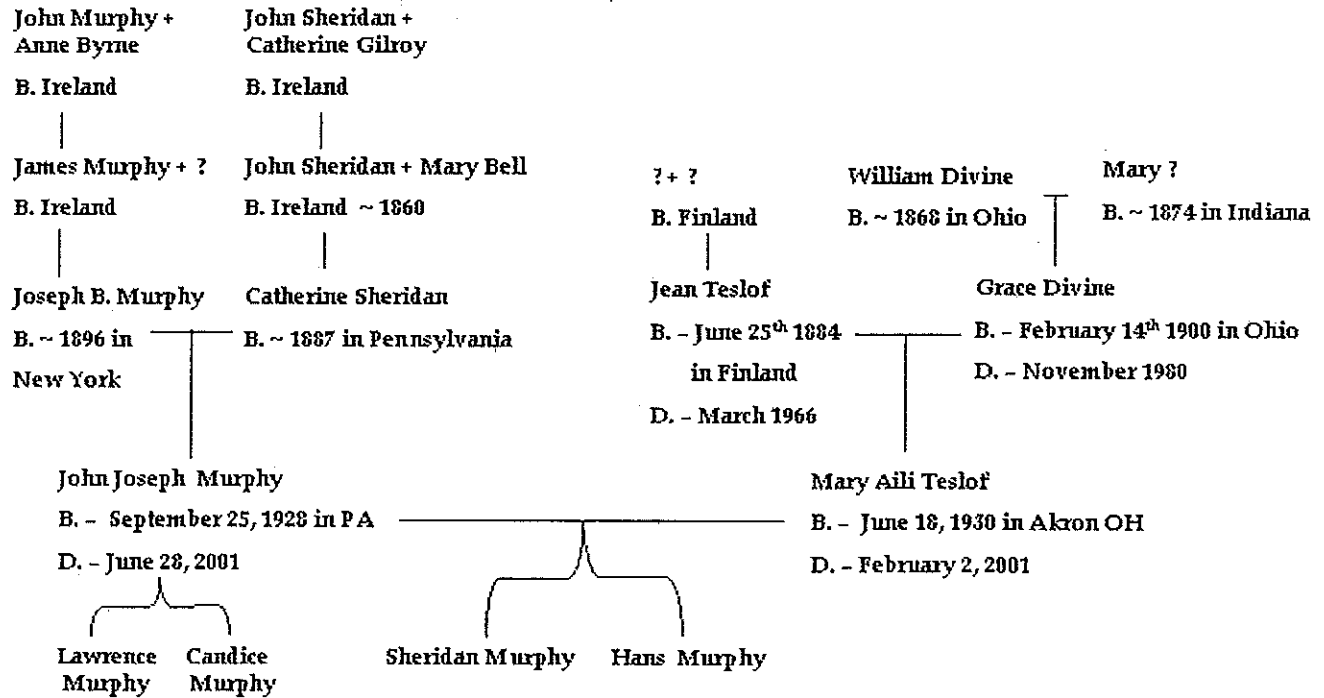 John Murphy +
Anne Byrne
B. Ireland
John Sheridan +
Catherine Gilroy
B. Ireland
James Murphy + ?
B. Ireland
John Sheridan + Mary Bell
B. Ireland ~ 1860
? + ?
B. Finland
William Divine
B. ~ 1868 in Ohio
Mary ?
B. ~ 1874 in Indiana
Joseph B. Murphy
B. ~ 1896 in
New York
Catherine Sheridan
B. ~ 1887 in Pennsylvania
Jean Teslof
B. – June 25th 1884
in Finland
D. – March 1966
Grace Divine
B. – February 14th 1900 in Ohio
D. – November 1980
John Joseph Murphy
B. – September 25, 1928 in PA
D. – June 28, 2001
Mary Aili Teslof
B. – June 18, 1930 in Akron OH
D. – February 2, 2001
Lawrence
Murphy
Candice
Murphy
Sheridan Murphy
Hans Murphy